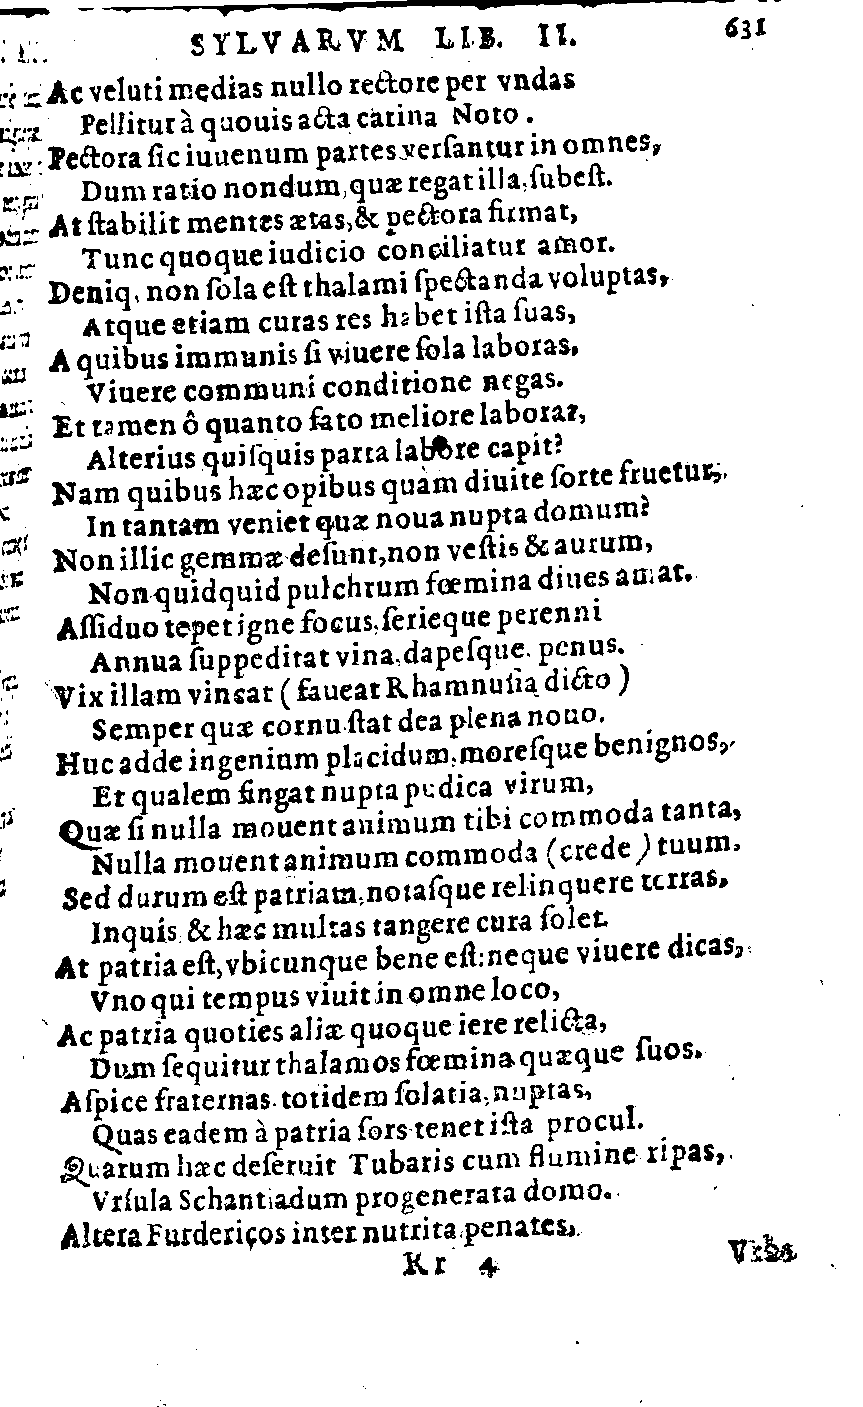 SYLVARVM LIB. II. 631
Ac veluti medias nullo rectore per vndas
Pellitur à quouis acta carina Noto.
Pectora ſic iuuenum partes verſantur in omnes,
Dum ratio nondum, quæ regat illa, ſubeſt.
At ſtabilit mentes ætas, & pectora firmat,
Tunc quoque iudicio conciliatur amor.
Deniq, non ſola eſt thalami ſpectanda voluptas,
Atque etiam curas res habet iſta ſuas,
A quibus immunis ſi viuere ſola laboras,
Viuere communi conditione negas.
Et tamen ô quanto fato meliore laborat,
Alterius quiſquis parta labore capit?
Nam quibus hæc opibus quàm diuite ſorte fruetur,
In tantam veniet quæ noua nupta domum?
Non illic gemmæ deſunt, non veſtis & aurum,
Non quidquid pulchrum fœmina diues amat.
Aſſiduo tepet igne focus, ſerieque perenni
Annua ſuppeditat vina, dapeſque. penus.
Vix illam vincat (faueat Rhamnuſia dicto)
Semper quæ cornu ſtat dea plena nouo.
Huc adde ingenium placidum, moreſque benignos,
Et qualem fingat nupta pudica virum,
Quæ ſi nulla mouent animum tibi commoda tanta,
Nulla mouent animum commoda (crede) tuum.
Sed durum eſt patriam, notaſque relinquere terras,
Inquis, & hæc multas tangere cura ſolet.
At patria eſt, vbicunque bene eſt: neque viuere dicas,
Vno qui tempus viuit in omne loco,
Ac patria quoties aliæ quoque iere relicta,
Dum ſequitur thalamos fœmina quæque ſuos.
Aſpice fraternas. totidem ſolatia, nuptas,
Quas eadem à patria ſors tenet iſta procul.
Quarum hæc deſeruit Tubaris cum flumine ripas,
Vrſula Schantiadum progenerata domo.
Altera Furderiços inter nutrita penates,
Rr 4